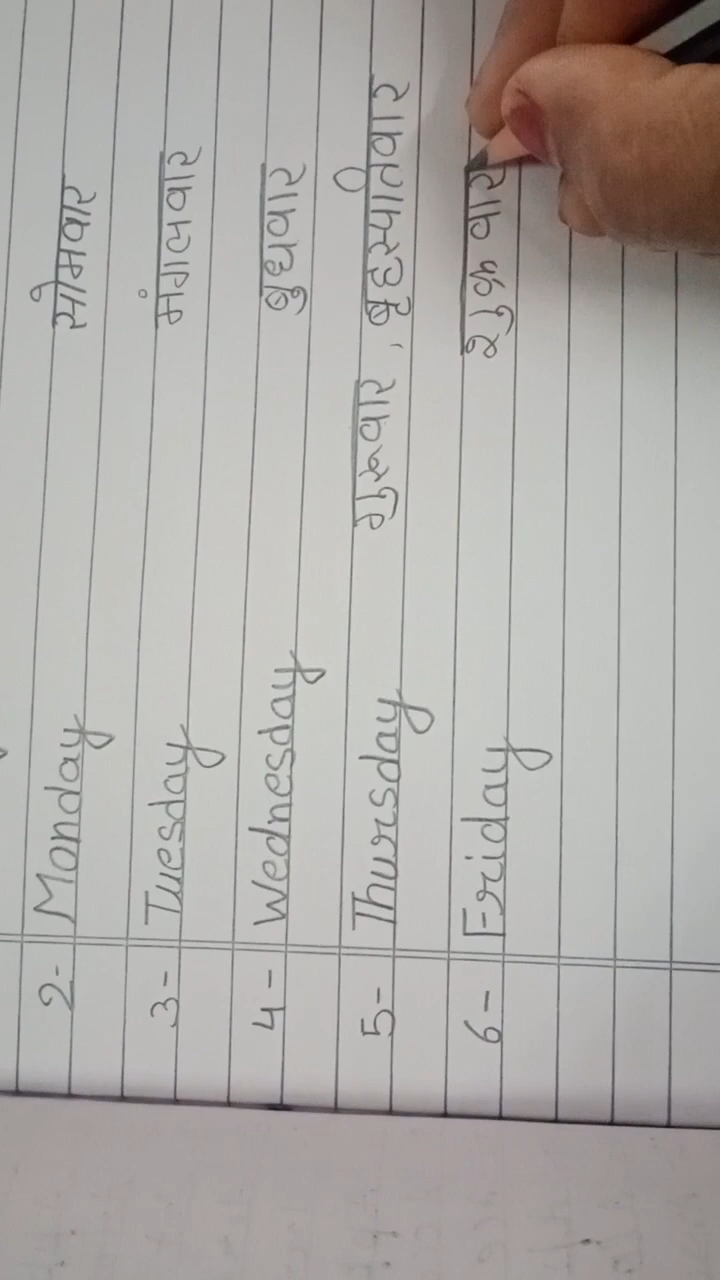 2- Monday सोमवार
3- Tuesday मंगलवार
4- Wednesday बुधवार
5- Thursday गुरूवार, बृहस्पतिवार
6- Friday शुक्रवार